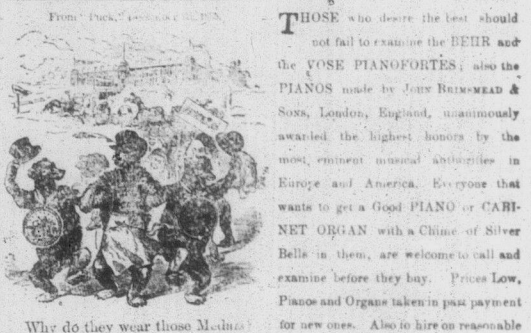 From "Puck,"
Why do they wear those Medals?
THOSE who desire the best should
not fail to examine the BEHR and
the VOSE PIANOFORTES; also the
PIANOS made by JOHN BRINSMEAD &
SONS, London, England, unanimously
awarded the highest honors by the
most eminent musical authorities in
Europe and America. Everyone that
wants to get a Good PIANO or CABI-
NET ORGAN with a Chime of Silver
Bells in them, are welcome to call and
examine before they buy. Prices Low,
Pianos and Organs taken in part payment
for new ones. Also to hire on reasonable